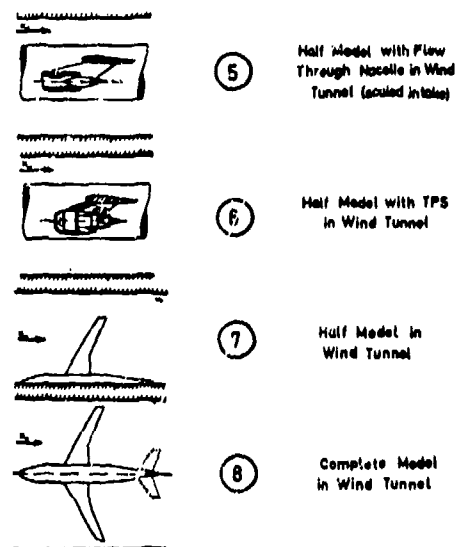 5
Half Model with Flow
Through Nacelle in Wind
Tunnel (scaled intake)
6
Half Model with TPS
in Wind Tunnel
7
Half Model in
Wind Tunnel
8
Complete Model
in Wind Tunnel